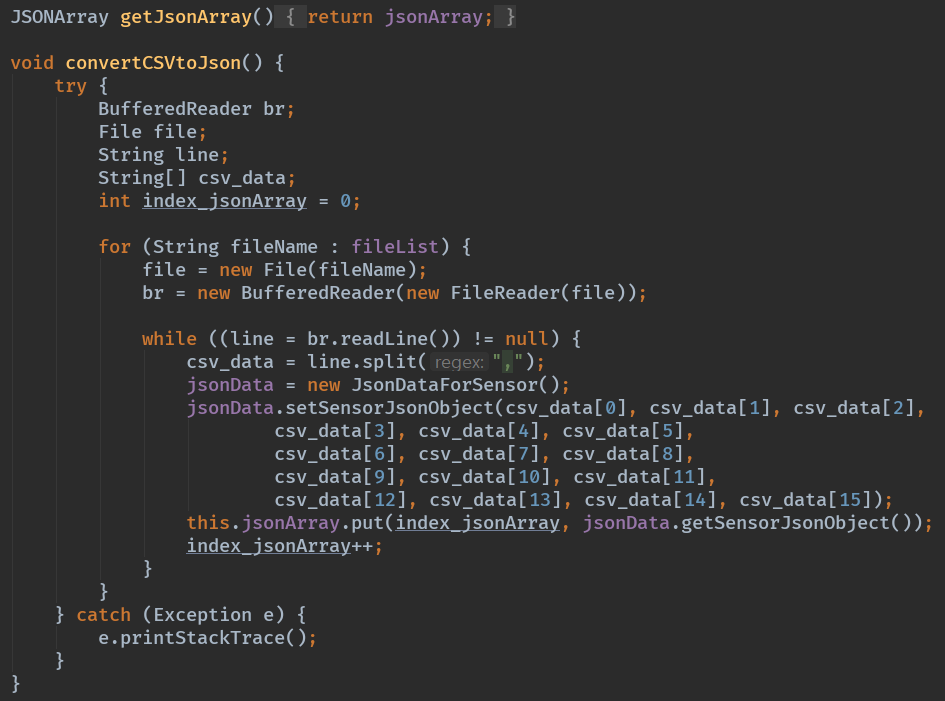 JSONArray getJsonArray() { return jsonArray; }

void convertCSVtoJson() {
    try {
        BufferedReader br;
        File file;
        String line;
        String[] csv_data;
        int index_jsonArray = 0;

        for (String fileName : fileList) {
            file = new File(fileName);
            br = new BufferedReader(new FileReader(file));

            while ((line = br.readLine()) != null) {
                csv_data = line.split( regex: ",");
                jsonData = new JsonDataForSensor();
                jsonData.setSensorJsonObject(csv_data[0], csv_data[1], csv_data[2],
                        csv_data[3], csv_data[4], csv_data[5],
                        csv_data[6], csv_data[7], csv_data[8],
                        csv_data[9], csv_data[10], csv_data[11],
                        csv_data[12], csv_data[13], csv_data[14], csv_data[15]);
                this.jsonArray.put(index_jsonArray, jsonData.getSensorJsonObject());
                index_jsonArray++;
            }
        }
    } catch (Exception e) {
        e.printStackTrace();
    }
}